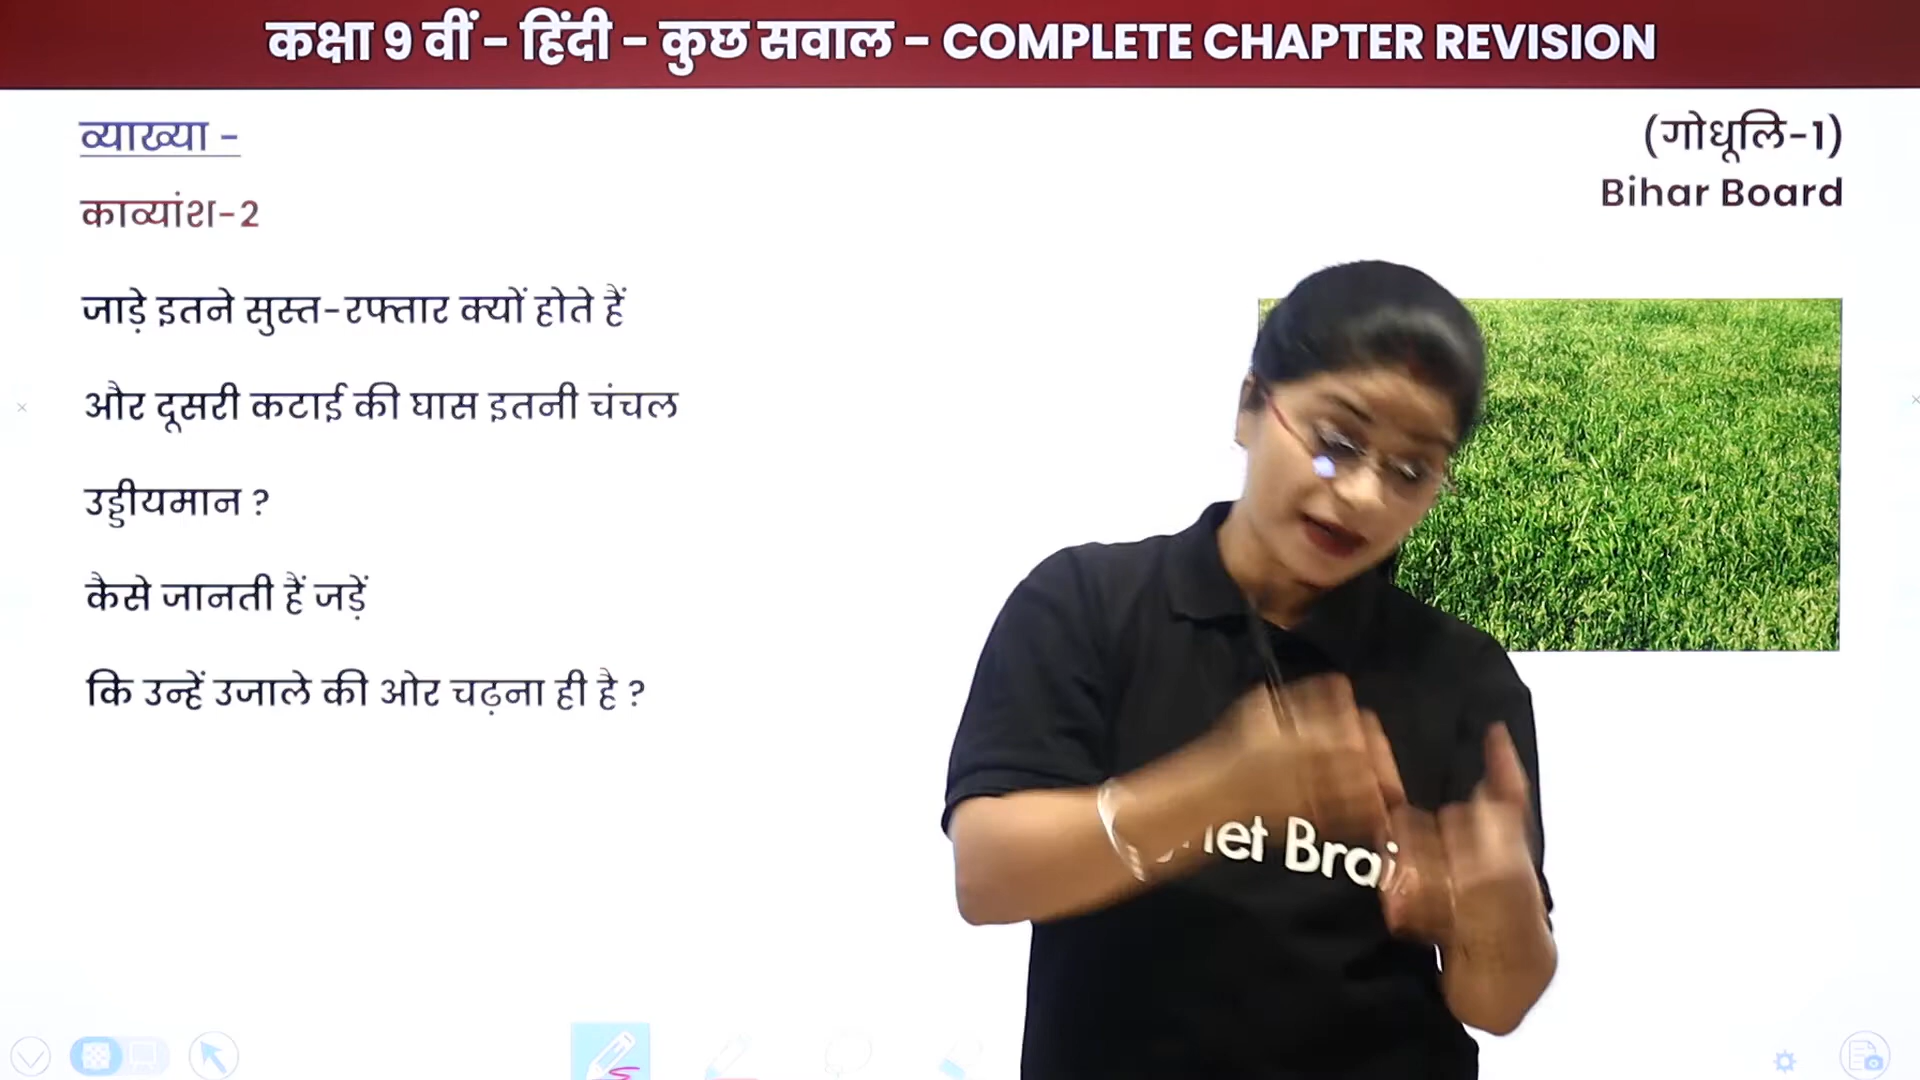 कक्षा 9 वीं - हिंदी - कुछ सवाल - COMPLETE CHAPTER REVISION
व्याख्या -
(गोधूलि-1)
Bihar Board
काव्यांश-2
जाड़े इतने सुस्त-रफ्तार क्यों होते हैं
और दूसरी कटाई की घास इतनी चंचल
उड्डीयमान ?
कैसे जानती हैं जड़ें
कि उन्हें उजाले की ओर चढ़ना ही है ?